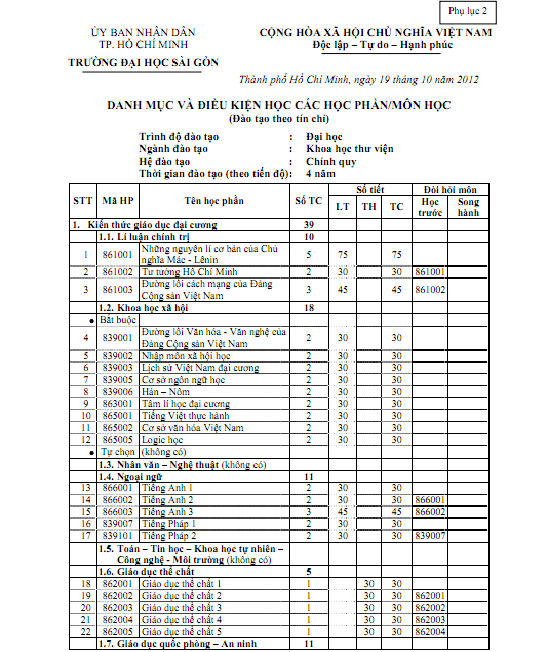 Phụ lục 2
ỦY BAN NHÂN DÂN CỘNG HÒA XÃ HỘI CHỦ NGHĨA VIỆT NAM
TP. HỒ CHÍ MINH Độc lập – Tự do – Hạnh phúc
TRƯỜNG ĐẠI HỌC SÀI GÒN
Thành phố Hồ Chí Minh, ngày 19 tháng 10 năm 2012
DANH MỤC VÀ ĐIỀU KIỆN HỌC CÁC HỌC PHẦN/MÔN HỌC
(Đào tạo theo tín chỉ)
Trình độ đào tạo : Đại học
Ngành đào tạo : Khoa học thư viện
Hệ đào tạo : Chính quy
Thời gian đào tạo (theo tiến độ): 4 năm
STT Mã HP Tên học phần Số TC Số tiết Đòi hỏi môn
LT TH TC Học trước Song hành
1. Kiến thức giáo dục đại cương 39
1.1. Lí luận chính trị 10
1 861001 Những nguyên lí cơ bản của Chủ nghĩa Mác - Lênin 5 75 75
2 861002 Tư tưởng Hồ Chí Minh 2 30 30 861001
3 861003 Đường lối cách mạng của Đảng Cộng sản Việt Nam 3 45 45 861002
1.2. Khoa học xã hội 18
• Bắt buộc
4 839001 Đường lối Văn hóa - Văn nghệ của Đảng Cộng sản Việt Nam 2 30 30
5 839002 Nhập môn xã hội học 2 30 30
6 839003 Lịch sử Việt Nam đại cương 2 30 30
7 839005 Cơ sở ngôn ngữ học 2 30 30
8 839006 Hán – Nôm 2 30 30
9 863001 Tâm lí học đại cương 2 30 30
10 865001 Tiếng Việt thực hành 2 30 30
11 865002 Cơ sở văn hóa Việt Nam 2 30 30
12 865005 Logic học 2 30 30
• Tự chọn (không có)
1.3. Nhân văn – Nghệ thuật (không có)
1.4. Ngoại ngữ 11
13 866001 Tiếng Anh 1 2 30 30
14 866002 Tiếng Anh 2 2 30 30 866001
15 866003 Tiếng Anh 3 3 45 45 866002
16 839007 Tiếng Pháp 1 2 30 30
17 839101 Tiếng Pháp 2 2 30 30 839007
1.5. Toán – Tin học – Khoa học tự nhiên –
Công nghệ - Môi trường (không có)
1.6. Giáo dục thể chất 5
18 862001 Giáo dục thể chất 1 1 30 30
19 862002 Giáo dục thể chất 2 1 30 30 862001
20 862003 Giáo dục thể chất 3 1 30 30 862002
21 862004 Giáo dục thể chất 4 1 30 30 862003
22 862005 Giáo dục thể chất 5 1 30 30 862004
1.7. Giáo dục quốc phòng – An ninh 11